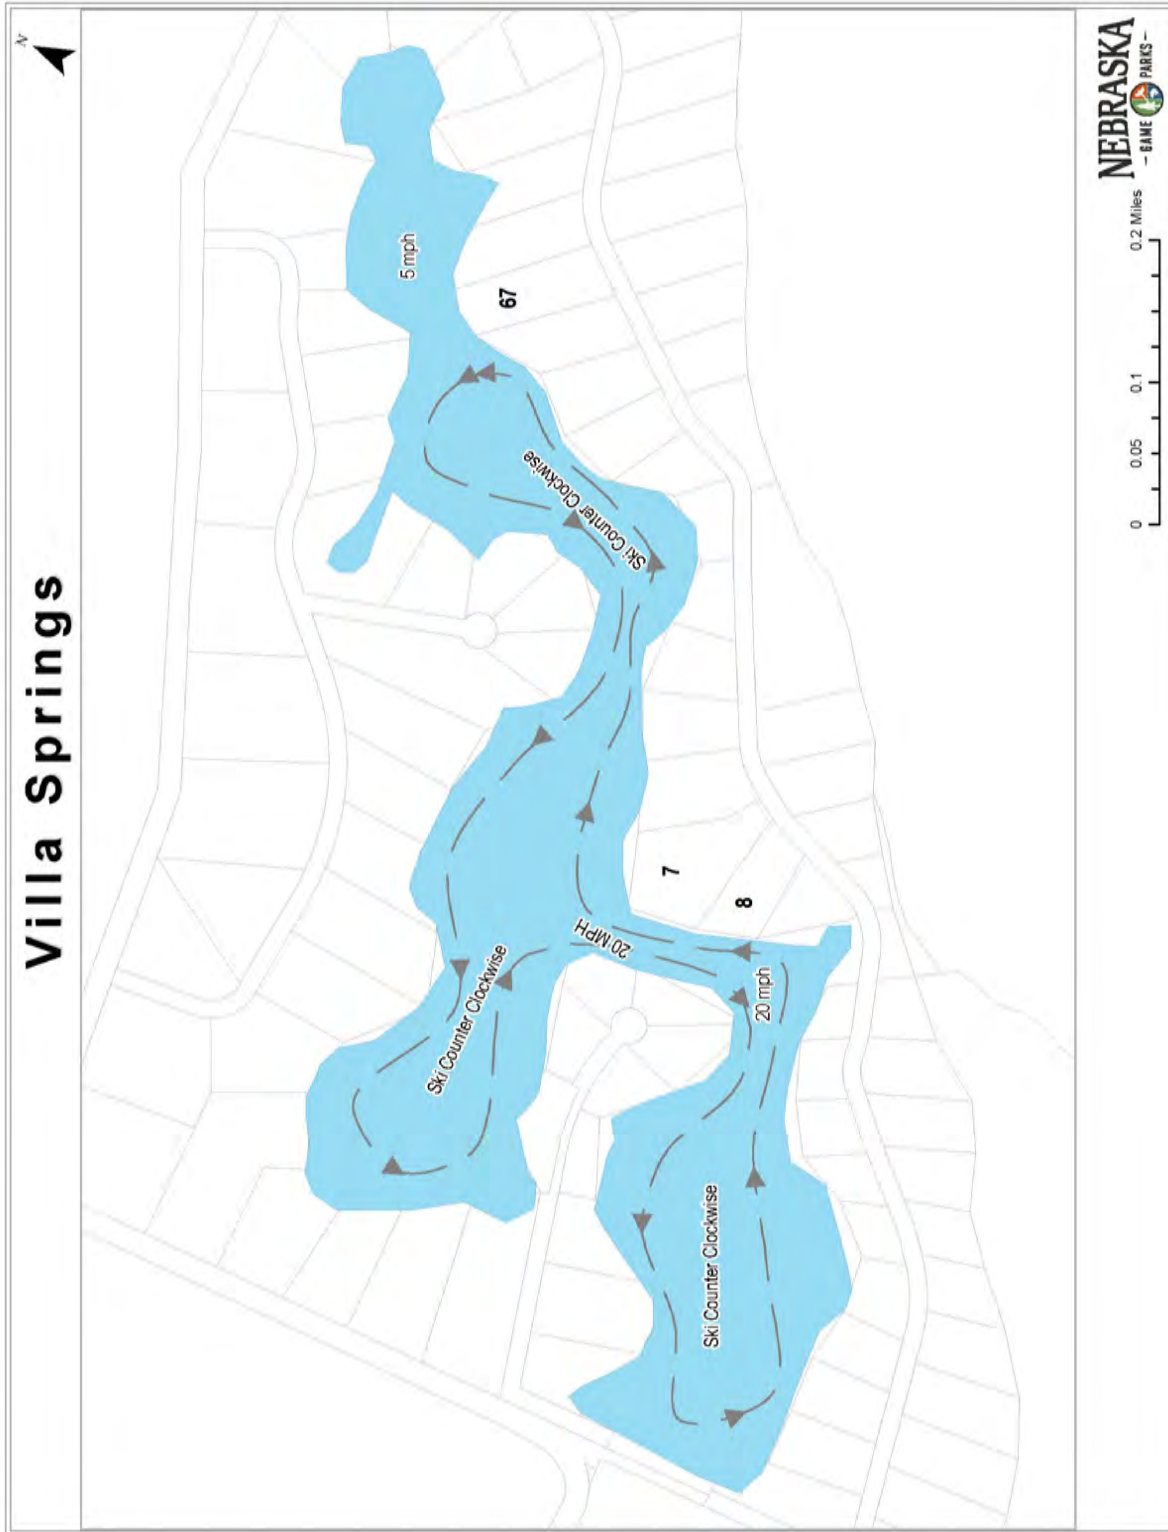 Villa Springs
N
5 mph
67
Ski Counter Clockwise
7
8
20 MPH
20 mph
Ski Counter Clockwise
Ski Counter Clockwise
0
0.05
0.1
0.2 Miles
NEBRASKA
- GAME PARKS -